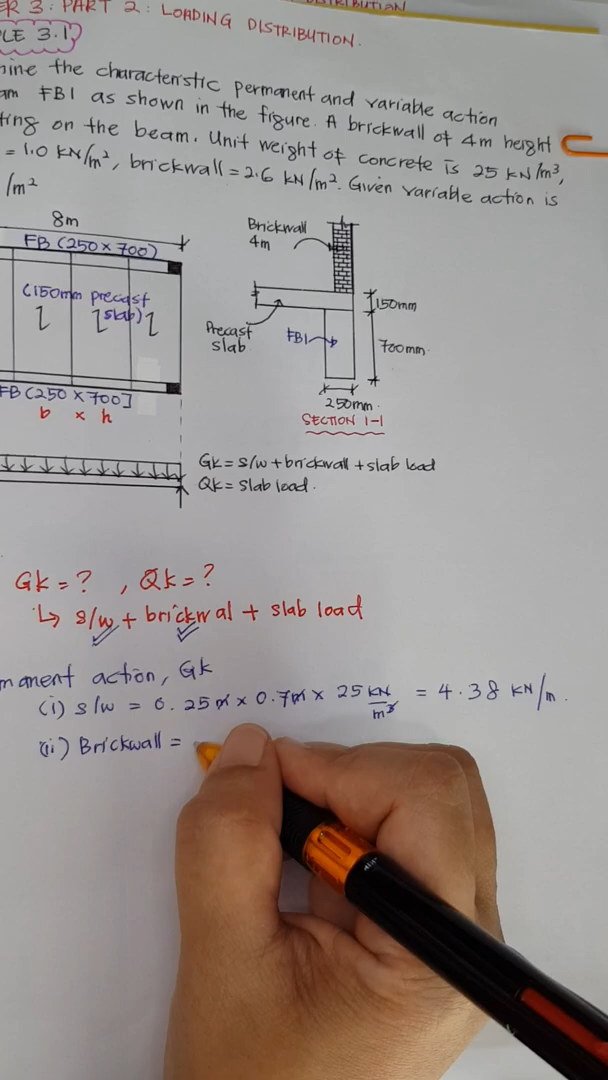 ER 3: PART 2: LOADING DISTRIBUTION.
DISTRIBUTION
PLE 3.1
mine the characteristic permanent and variable action
am FB1 as shown in the figure. A brickwall of 4m height
ting on the beam. Unit weight of concrete is 25 kN/m³,
= 1.0 kN/m², brickwall = 2.6 kN/m². Given variable action is
/m²
8m
FB (250 x 700)
(150mm precast
slab)
FB (250 x 700]
b x h
Brickwall
4m
150mm
Precast
slab
FB1
700mm
250mm
SECTION 1-1
Gk = s/w + brickwall + slab load
Qk = slab load.
Gk = ? , Qk = ?
↳ s/w + brickwal + slab load
manent action, Gk
(i) s/w = 0.25m x 0.7m x 25 kN/m³ = 4.38 kN/m.
(ii) Brickwall =